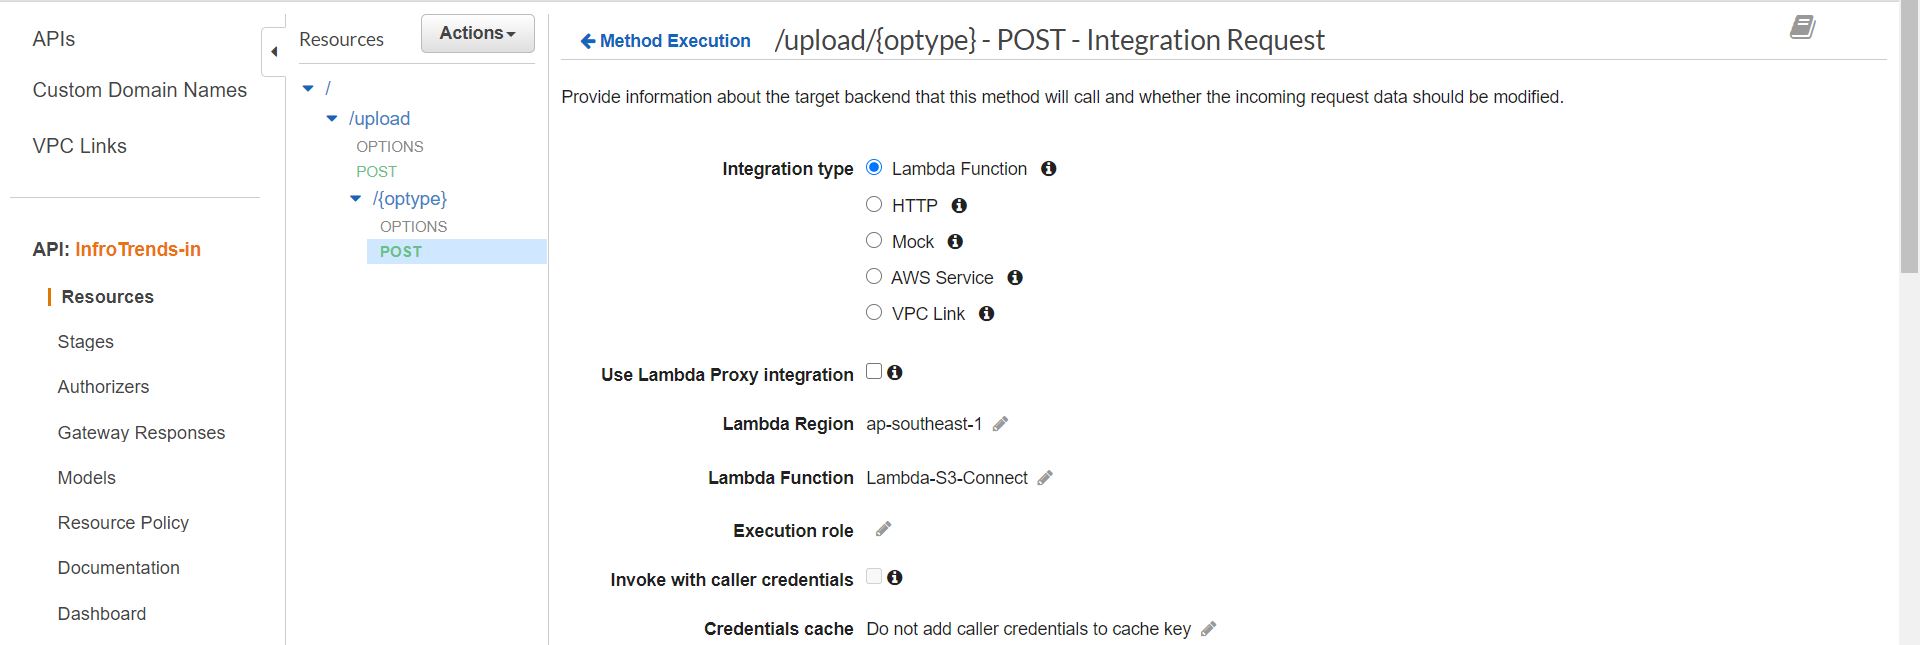 APIs
Custom Domain Names
VPC Links
API: InfroTrends-in
Resources
Stages
Authorizers
Gateway Responses
Models
Resource Policy
Documentation
Dashboard
Resources
Actions
/
/upload
OPTIONS
POST
/{optype}
OPTIONS
POST
Method Execution /upload/{optype} - POST - Integration Request
Provide information about the target backend that this method will call and whether the incoming request data should be modified.
Integration type Lambda Function
HTTP
Mock
AWS Service
VPC Link
Use Lambda Proxy integration
Lambda Region ap-southeast-1
Lambda Function Lambda-S3-Connect
Execution role
Invoke with caller credentials
Credentials cache Do not add caller credentials to cache key